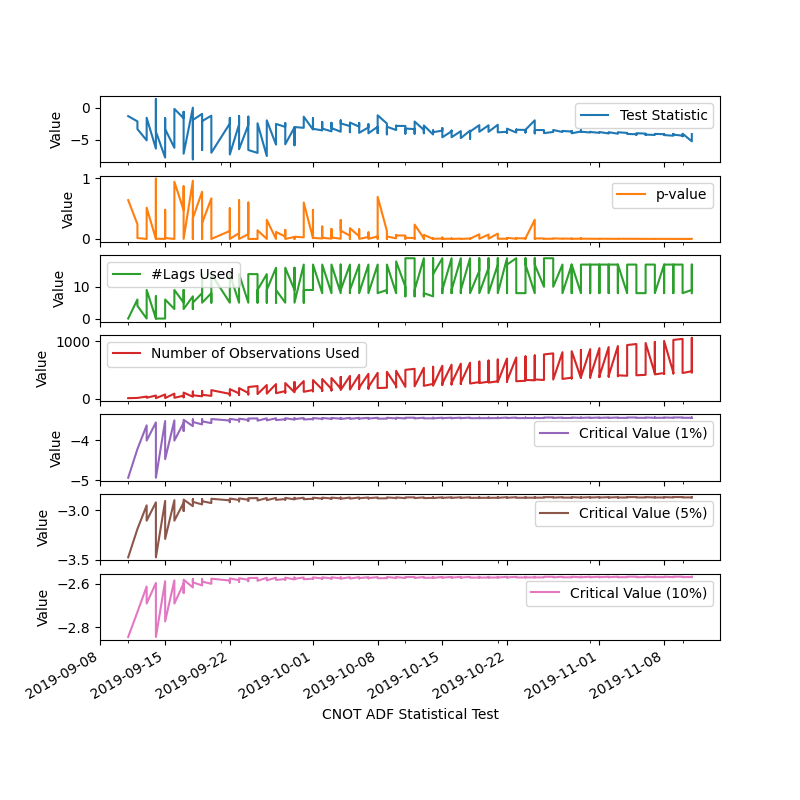 0
−5
Value
Test Statistic
1
0
Value
p-value
10
0
Value
#Lags Used
1000
0
Value
Number of Observations Used
−4
−5
Value
Critical Value (1%)
−3.0
−3.5
Value
Critical Value (5%)
−2.6
−2.8
Value
Critical Value (10%)
2019-09-08
2019-09-15
2019-09-22
2019-10-01
2019-10-08
2019-10-15
2019-10-22
2019-11-01
2019-11-08
CNOT ADF Statistical Test